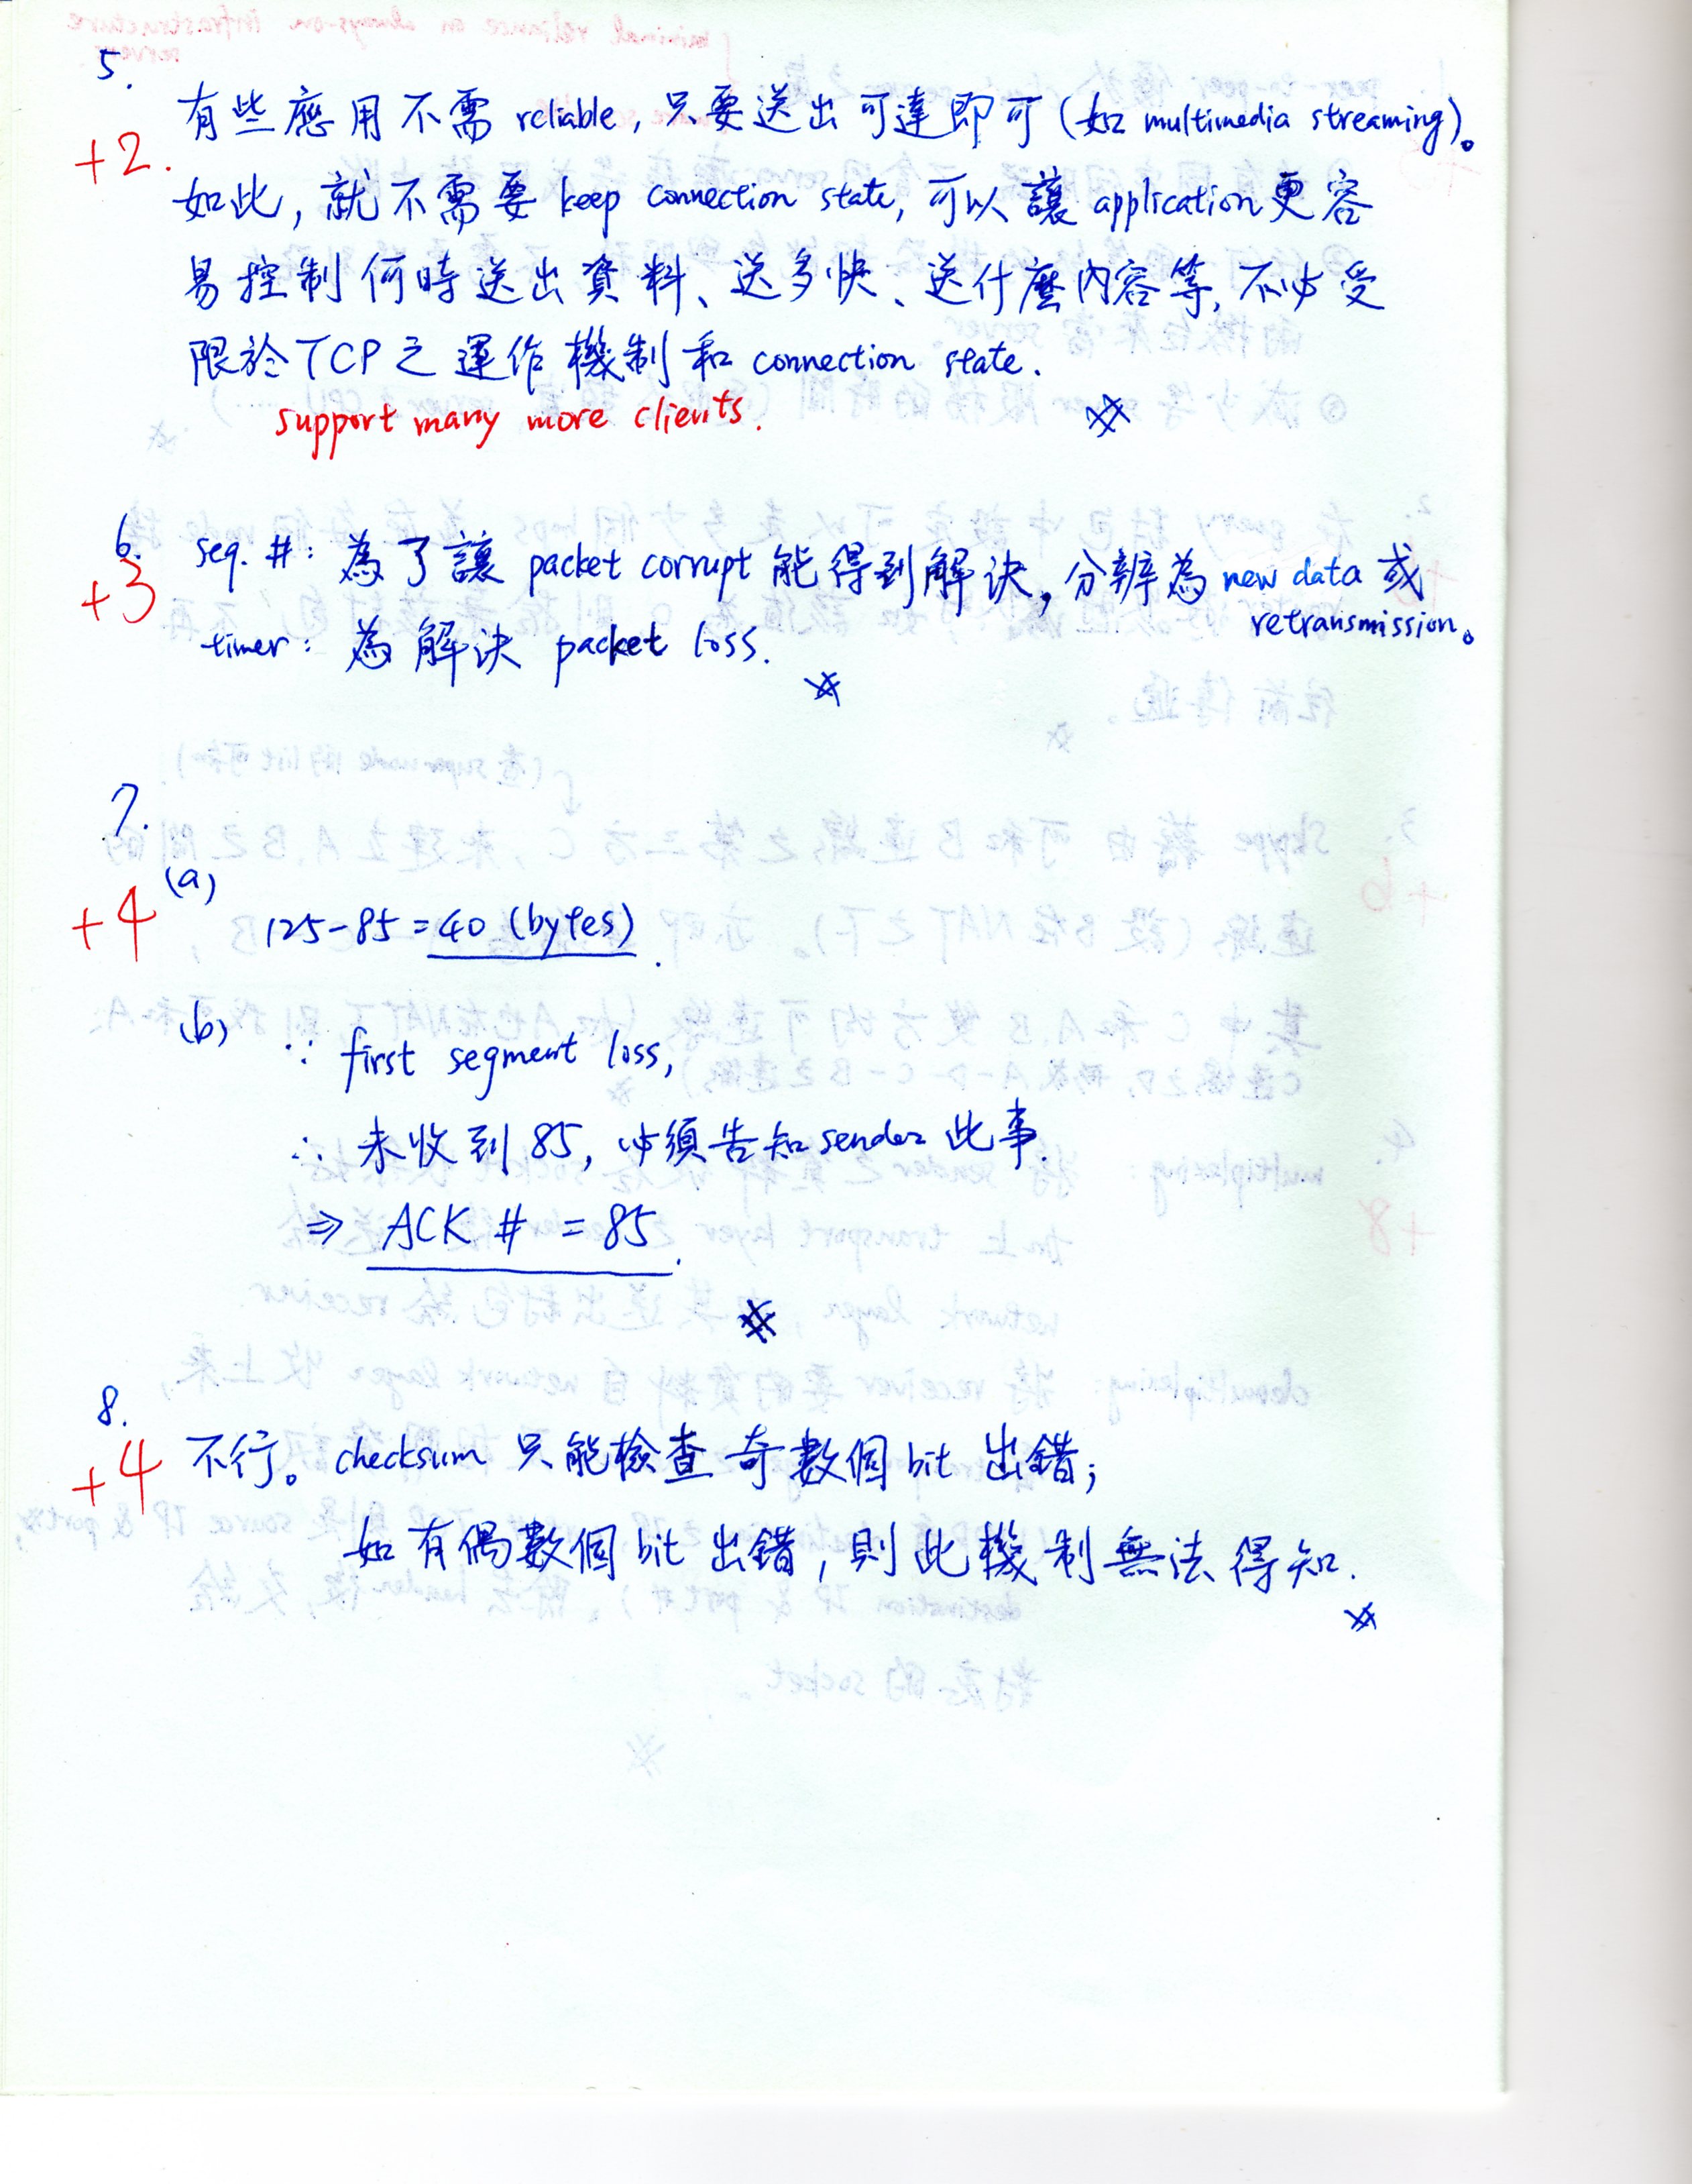 5.
+2.
有些應用不需 reliable, 只要送出可達即可 (如 multimedia streaming)。
如此, 就不需要 keep connection state, 可以讓 application 更容
易控制何時送出資料、送多快、送什麼內容等, 不必受
限於 TCP 之運作機制和 connection state.
support many more clients.
6.
+3
seq. #: 為了讓 packet corrupt 能得到解決, 分辨為 new data 或
retransmission。
timer: 為解決 packet loss.
7.
+4
(a)
125-85 = 40 (bytes).
(b)
∵ first segment loss,
∴ 未收到 85, 必須告知 sender 此事.
⇒ ACK # = 85.
8.
+4
不行。checksum 只能檢查奇數個 bit 出錯;
如有偶數個 bit 出錯, 則此機制無法得知.